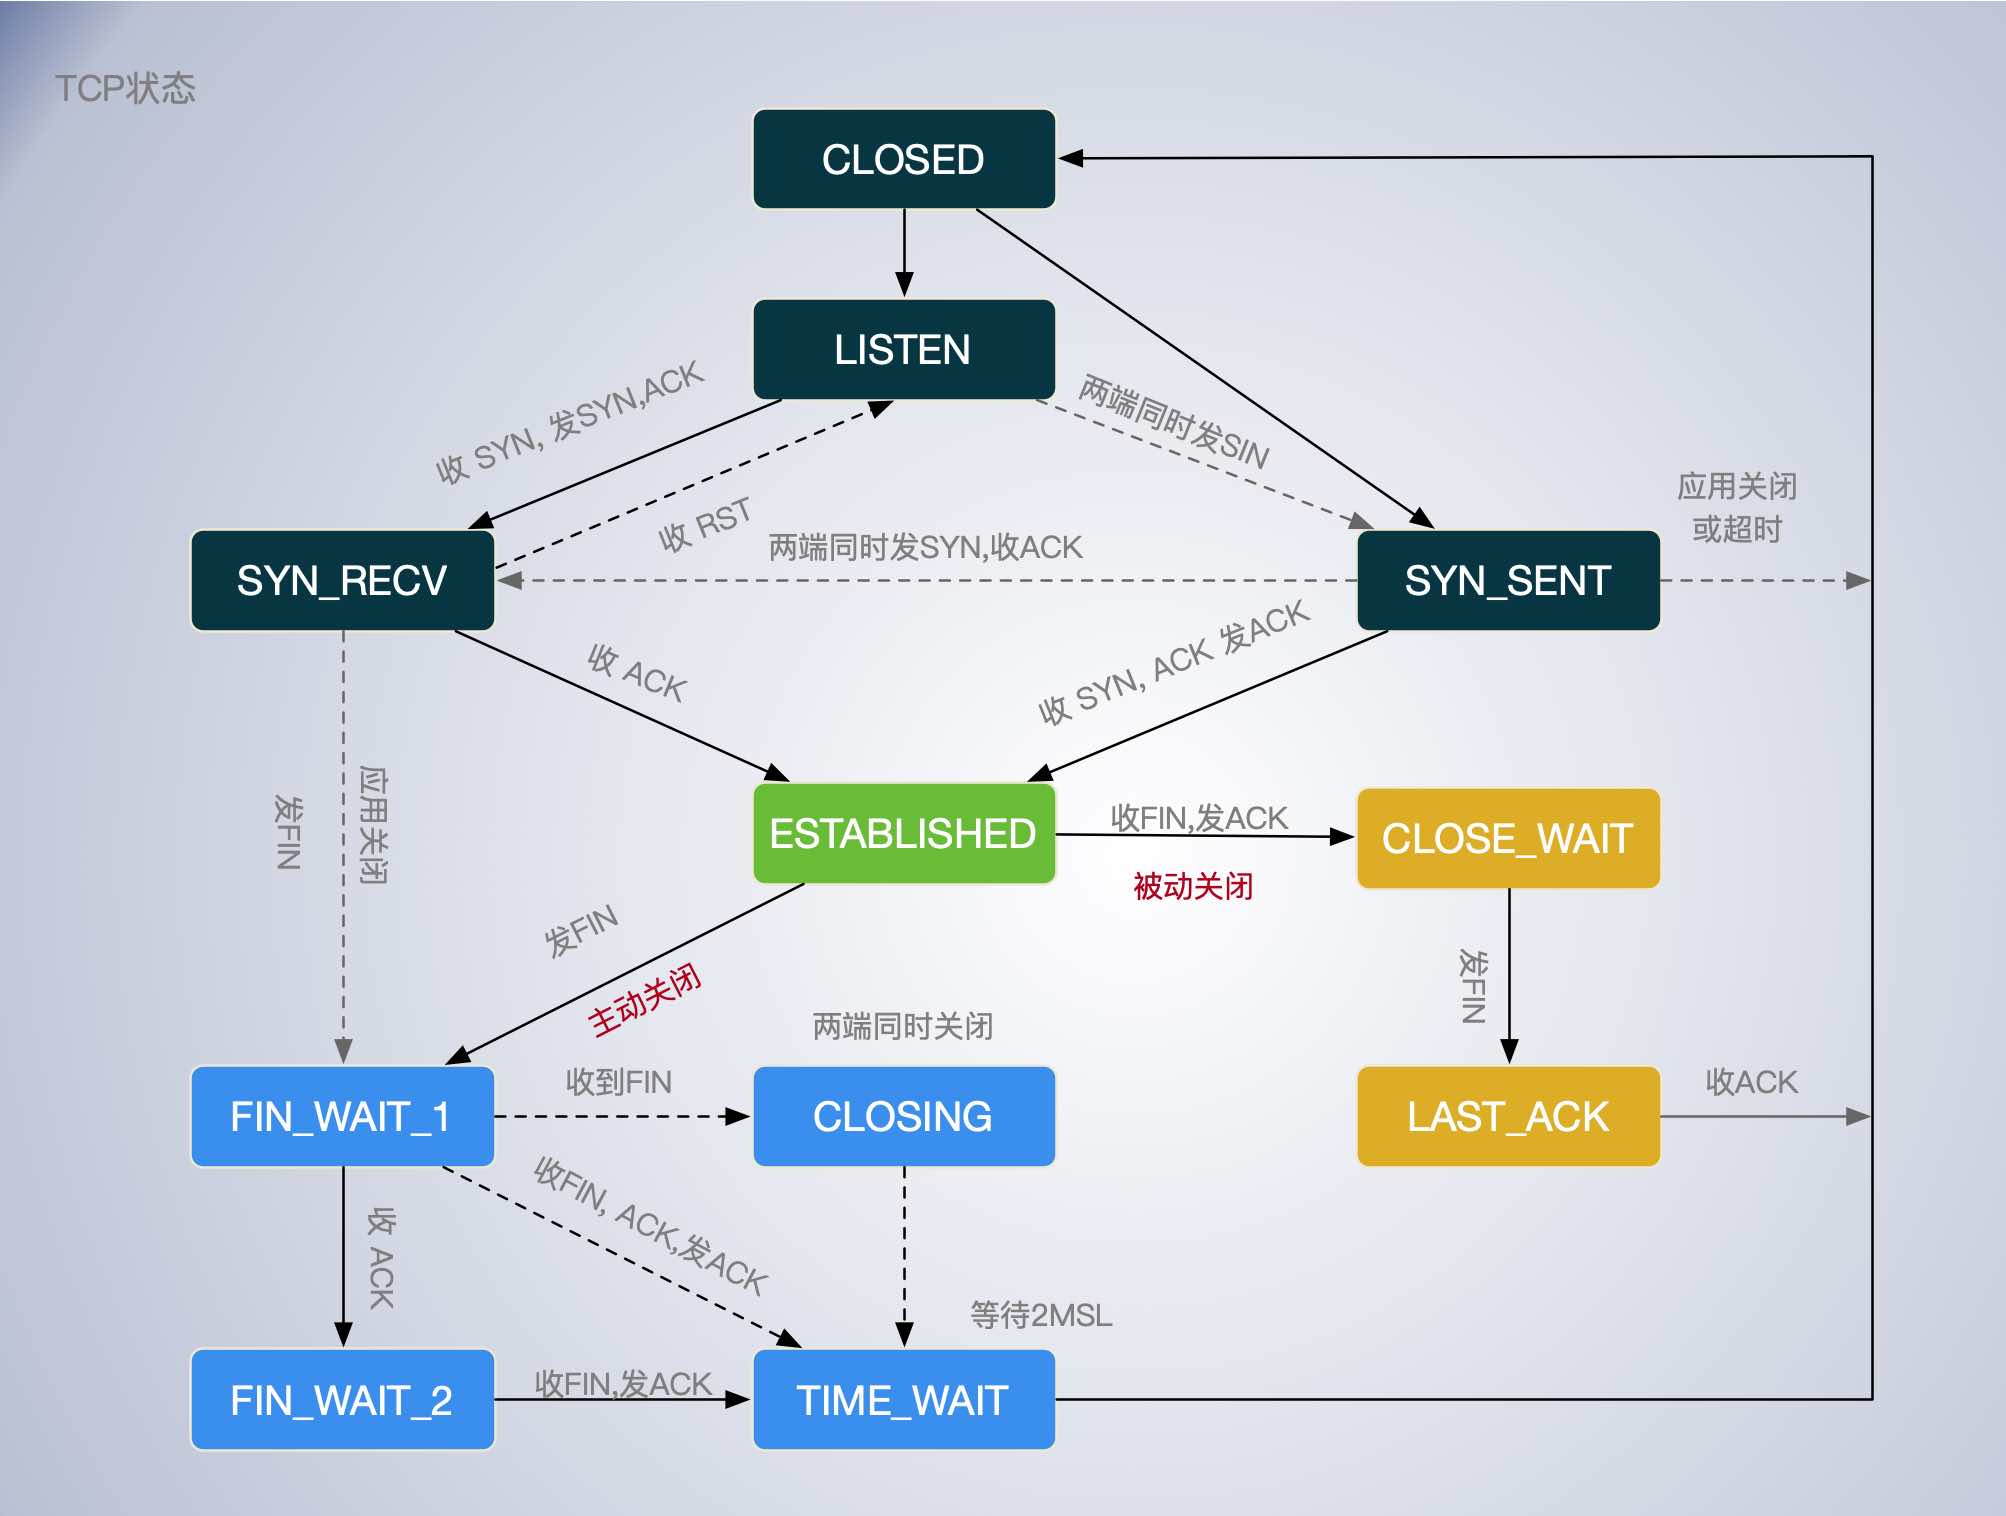 TCP状态
CLOSED
LISTEN
收 SYN, 发SYN,ACK
两端同时发SIN
收 RST
应用关闭
或超时
两端同时发SYN,收ACK
SYN_RECV
SYN_SENT
收 ACK
收 SYN, ACK 发ACK
发FIN
应用关闭
ESTABLISHED
收FIN,发ACK
被动关闭
CLOSE_WAIT
发FIN
主动关闭
发FIN
两端同时关闭
FIN_WAIT_1
收到FIN
CLOSING
LAST_ACK
收ACK
收 ACK
收FIN, ACK,发ACK
等待2MSL
FIN_WAIT_2
收FIN,发ACK
TIME_WAIT